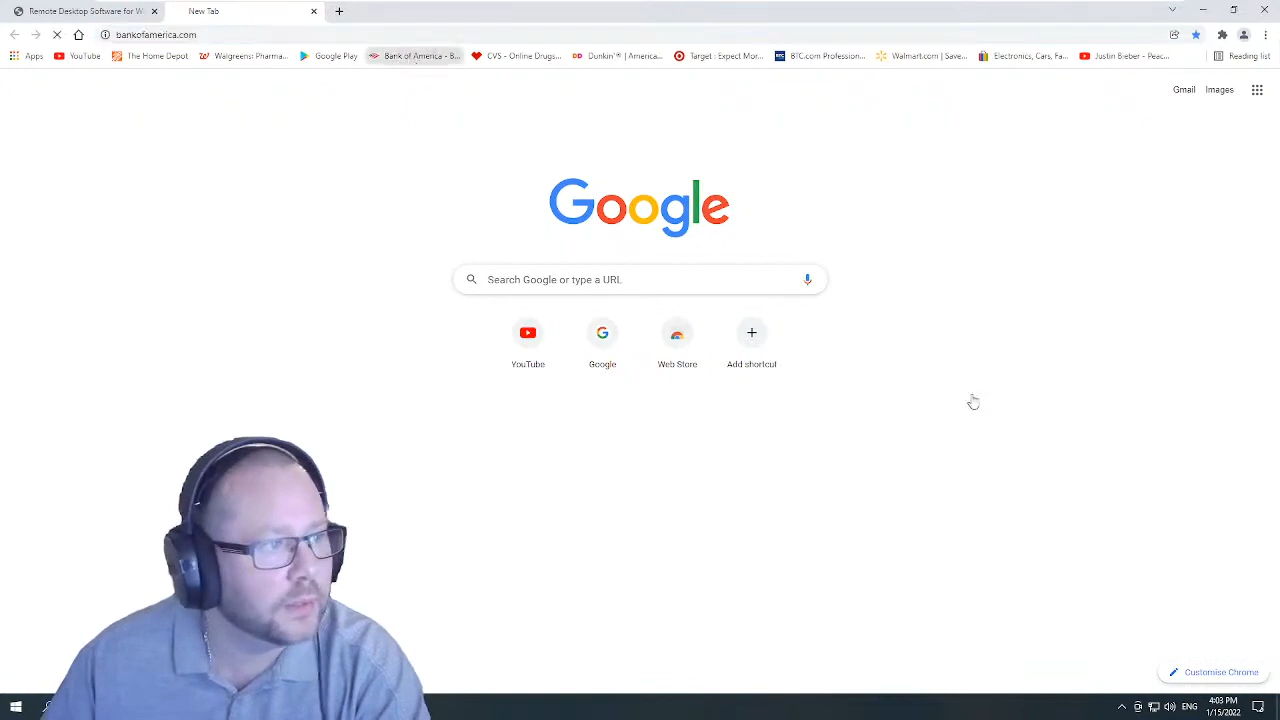 Remote Desktop Software for Wi
New Tab
bankofamerica.com
Apps
YouTube
The Home Depot
Walgreens Pharma...
Google Play
Bank of America - B...
CVS - Online Drugs...
DD Dunkin'® | America...
Target : Expect Mor...
BTC BTC.com Profession...
Walmart.com | Save...
Electronics, Cars, Fa...
Justin Bieber - Peac...
Reading list
Gmail
Images
Google
Search Google or type a URL
YouTube
Google
Web Store
Add shortcut
Customise Chrome
ENG
4:03 PM
1/15/2022